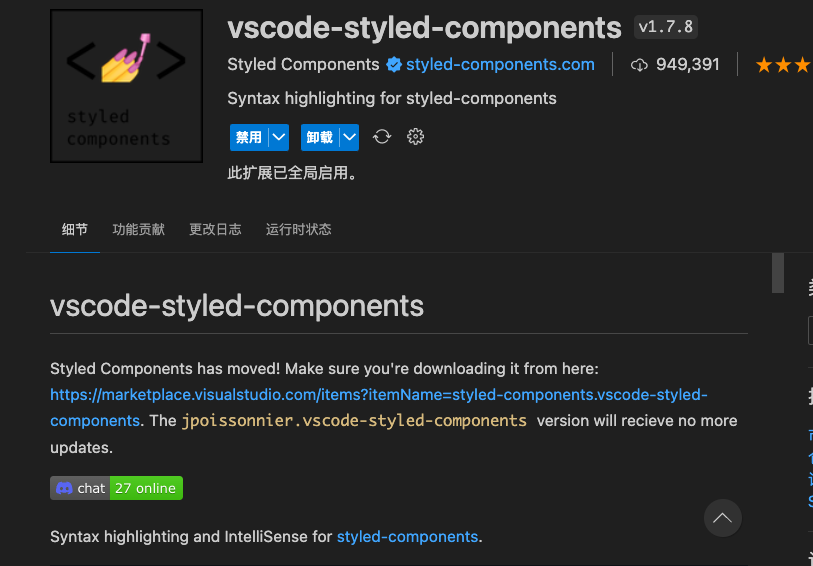 vscode-styled-components v1.7.8
Styled Components styled-components.com 949,391
Syntax highlighting for styled-components
禁用 卸载
此扩展已全局启用。
styled
components
细节 功能贡献 更改日志 运行时状态
vscode-styled-components
Styled Components has moved! Make sure you're downloading it from here:
https://marketplace.visualstudio.com/items?itemName=styled-components.vscode-styled-
components. The jpoissonnier.vscode-styled-components version will recieve no more
updates.
chat 27 online
Syntax highlighting and IntelliSense for styled-components.